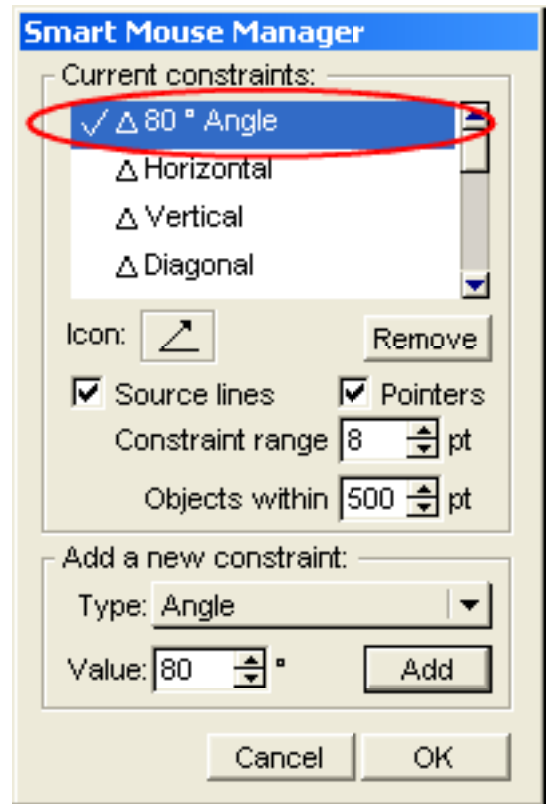 Smart Mouse Manager
Current constraints:
80 ° Angle
Horizontal
Vertical
Diagonal
Icon: Remove
Source lines Pointers
Constraint range 8 pt
Objects within 500 pt
Add a new constraint:
Type: Angle
Value: 80 ° Add
Cancel OK